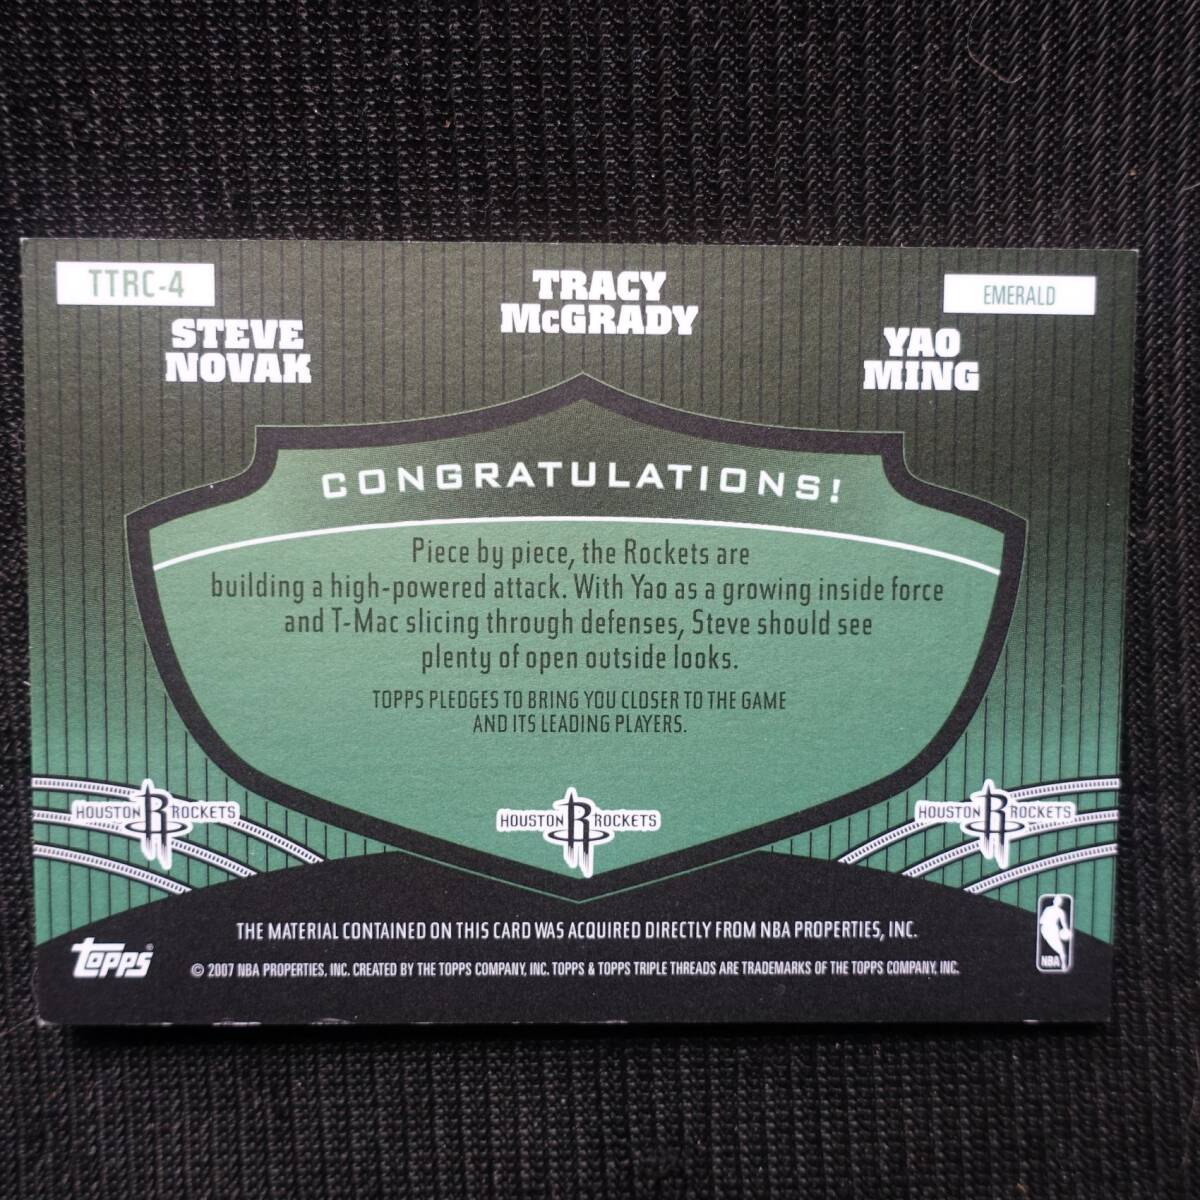 TTRC-4
EMERALD
STEVE
NOVAK
TRACY
McGRADY
YAO
MING
CONGRATULATIONS!
Piece by piece, the Rockets are
building a high-powered attack. With Yao as a growing inside force
and T-Mac slicing through defenses, Steve should see
plenty of open outside looks.
TOPPS PLEDGES TO BRING YOU CLOSER TO THE GAME
AND ITS LEADING PLAYERS.
HOUSTON R ROCKETS
HOUSTON R ROCKETS
HOUSTON R ROCKETS
THE MATERIAL CONTAINED ON THIS CARD WAS ACQUIRED DIRECTLY FROM NBA PROPERTIES, INC.
topps®
© 2007 NBA PROPERTIES, INC. CREATED BY THE TOPPS COMPANY, INC. TOPPS & TOPPS TRIPLE THREADS ARE TRADEMARKS OF THE TOPPS COMPANY, INC.
NBA